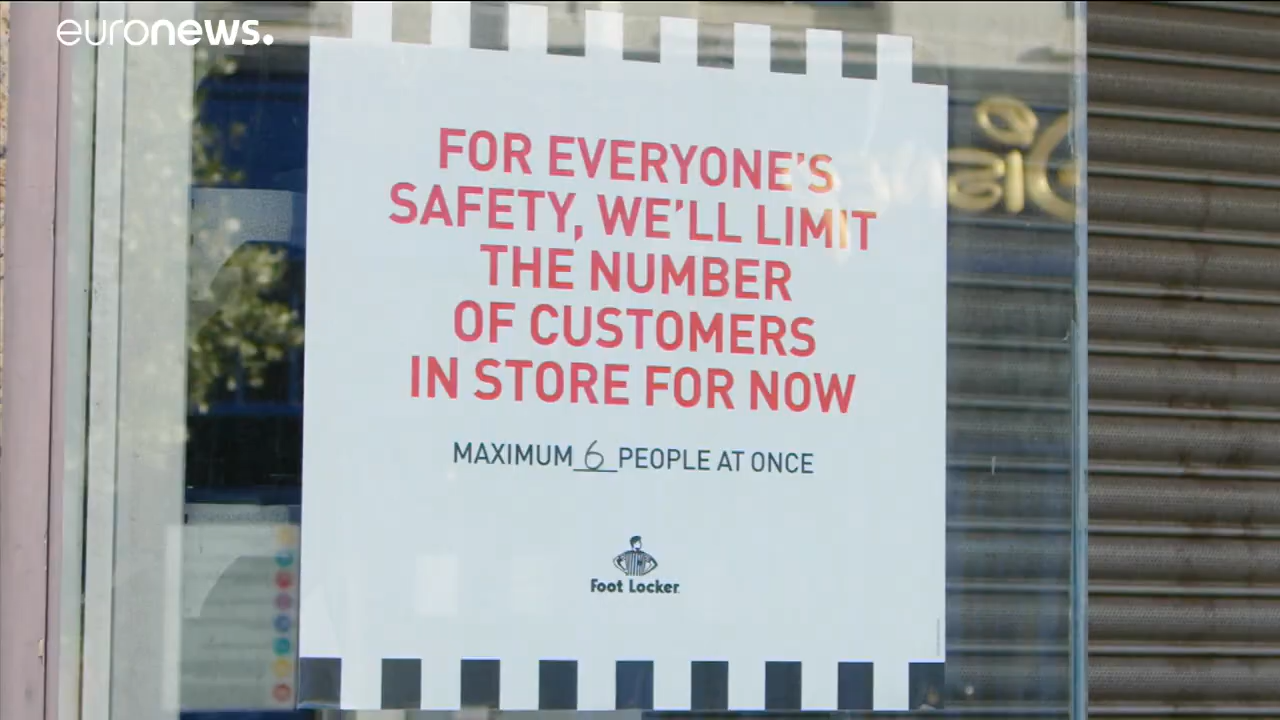 euronews.
FOR EVERYONE'S
SAFETY, WE'LL LIMIT
THE NUMBER
OF CUSTOMERS
IN STORE FOR NOW
MAXIMUM 6 PEOPLE AT ONCE
Foot Locker